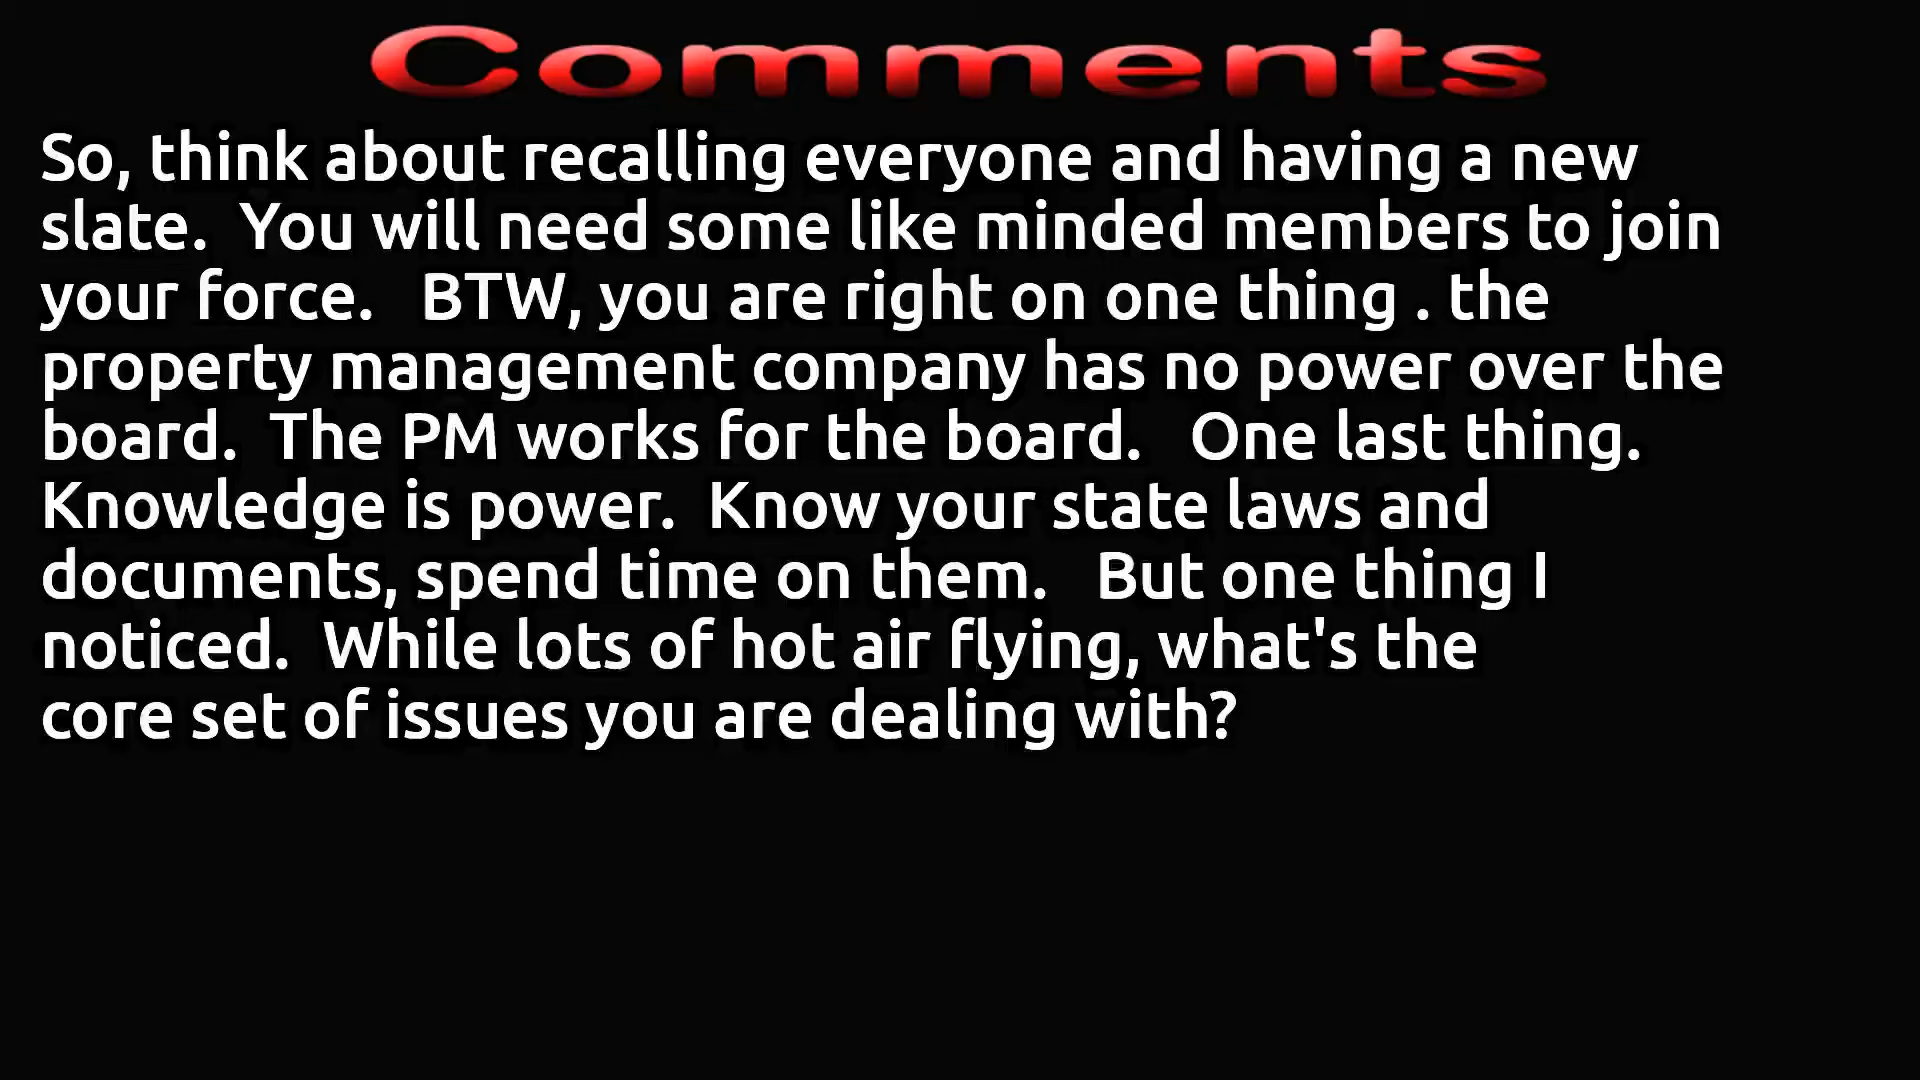 Comments
So, think about recalling everyone and having a new
slate.  You will need some like minded members to join
your force.   BTW, you are right on one thing . the
property management company has no power over the
board.  The PM works for the board.   One last thing.
Knowledge is power.  Know your state laws and
documents, spend time on them.   But one thing I
noticed.  While lots of hot air flying, what's the
core set of issues you are dealing with?